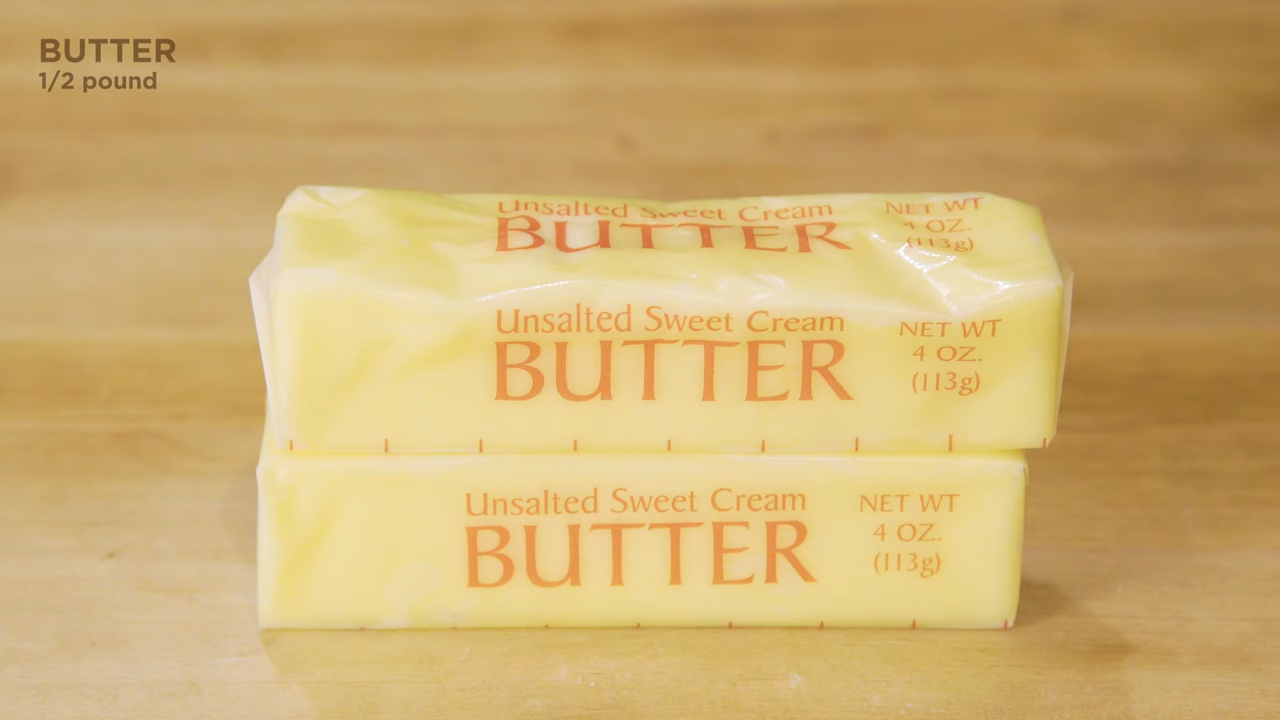 BUTTER
1/2 pound
Unsalted Sweet Cream
BUTTER
NET WT
4 OZ.
(113g)
Unsalted Sweet Cream
BUTTER
NET WT
4 OZ.
(113g)
Unsalted Sweet Cream
BUTTER
NET WT
4 OZ.
(113g)